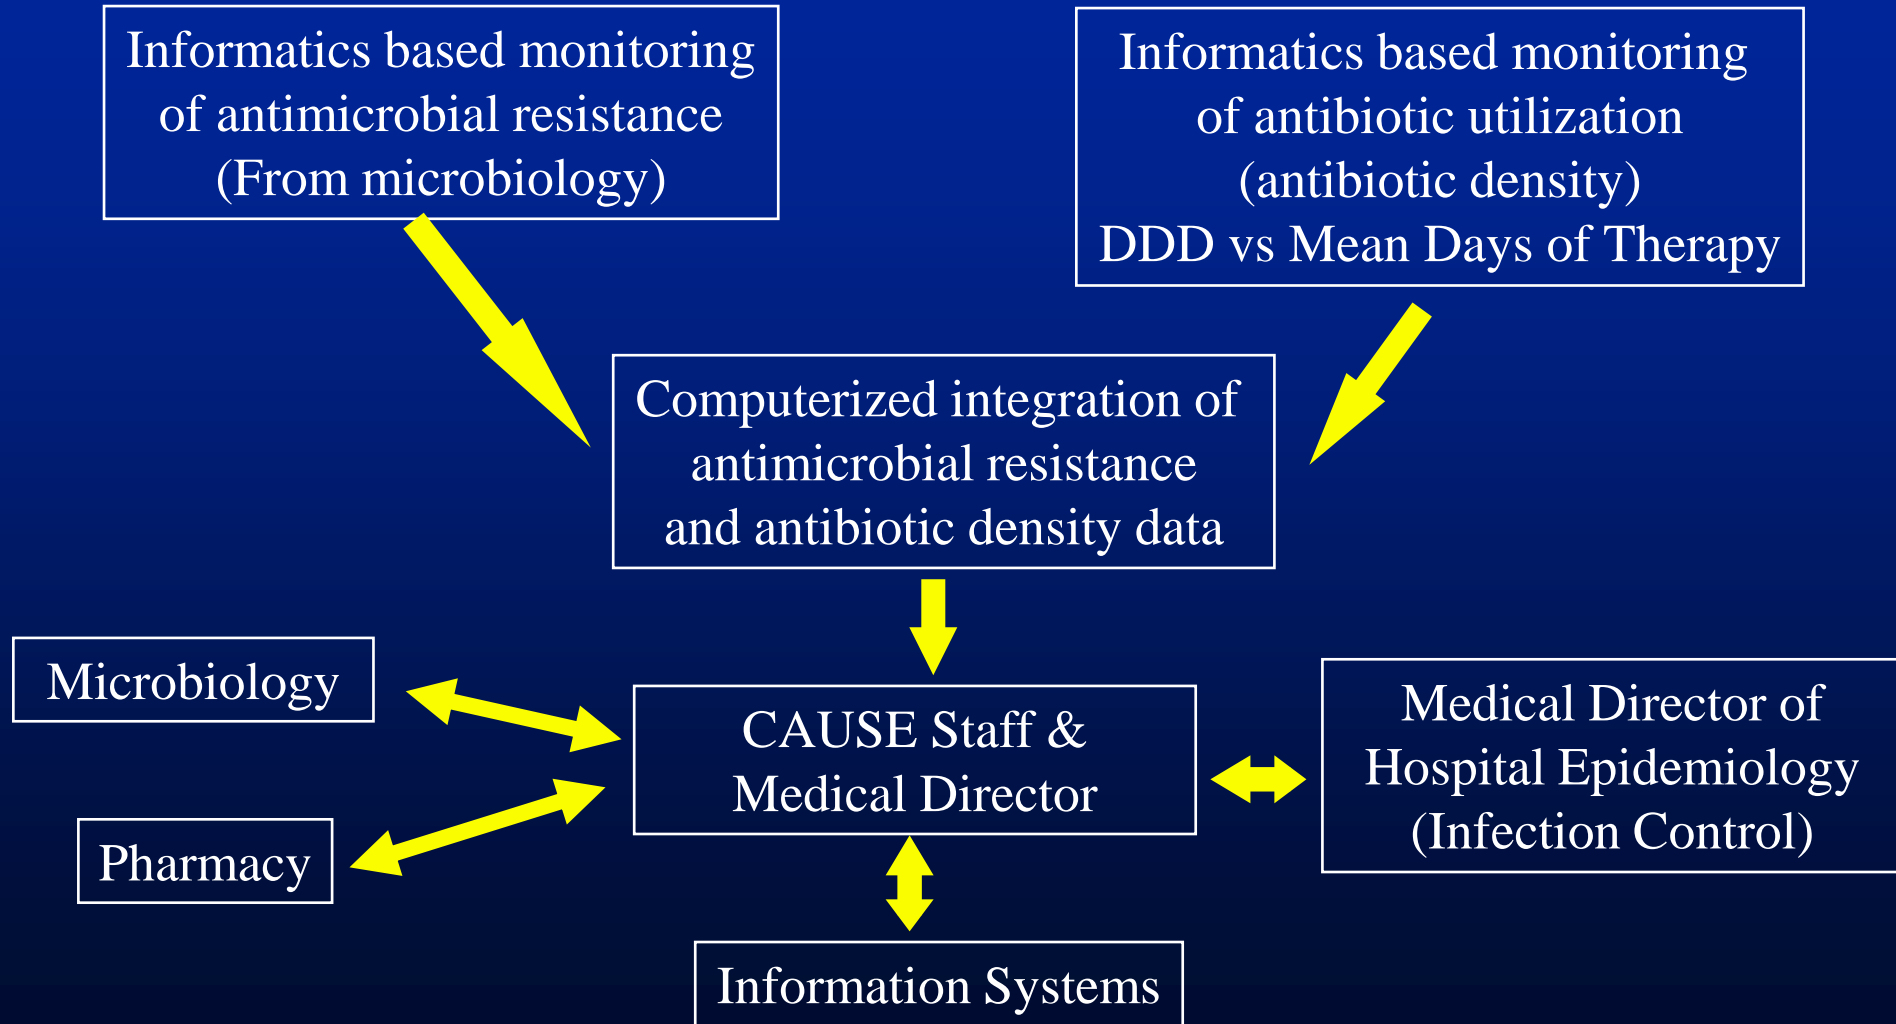 Informatics based monitoring
of antimicrobial resistance
(From microbiology)
Informatics based monitoring
of antibiotic utilization
(antibiotic density)
DDD vs Mean Days of Therapy
Computerized integration of
antimicrobial resistance
and antibiotic density data
Microbiology
Pharmacy
CAUSE Staff &
Medical Director
Medical Director of
Hospital Epidemiology
(Infection Control)
Information Systems